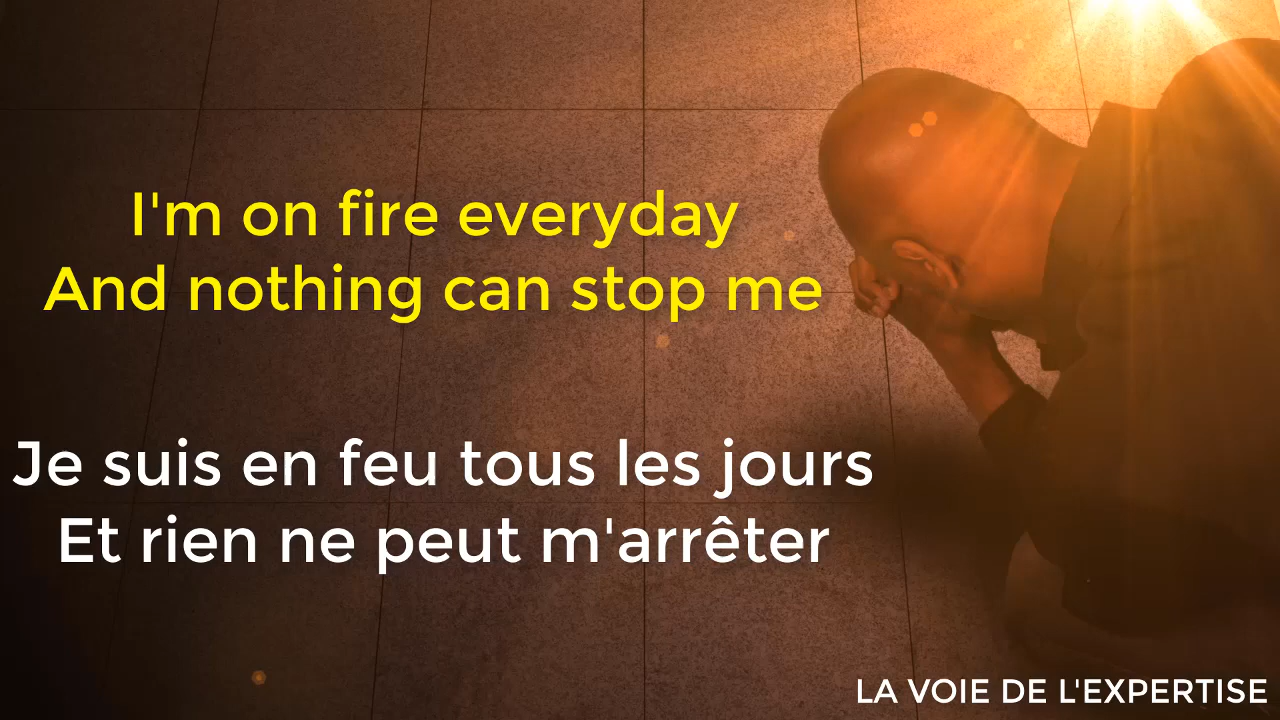 I'm on fire everyday
And nothing can stop me
Je suis en feu tous les jours
Et rien ne peut m'arrêter
LA VOIE DE L'EXPERTISE